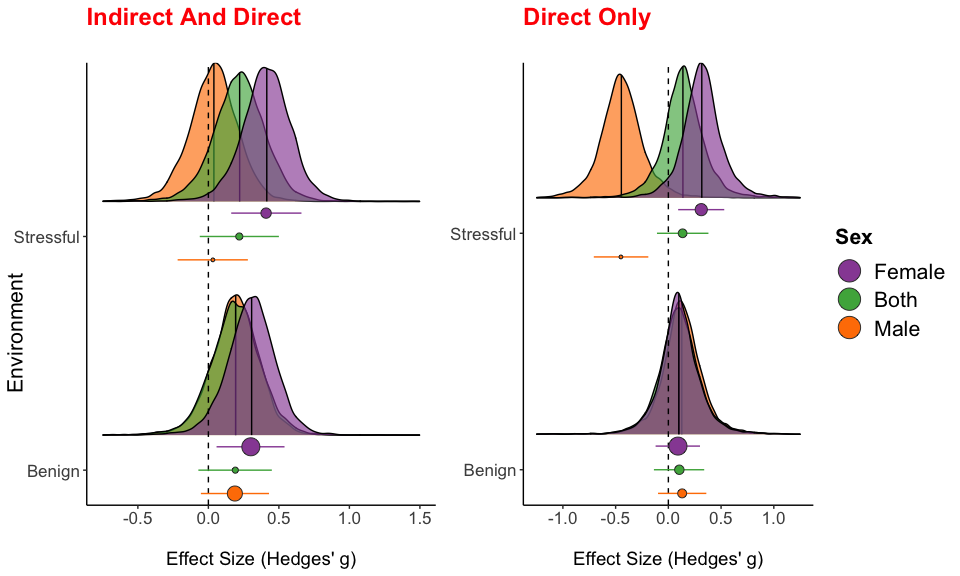 Indirect And Direct
Direct Only
Environment
Stressful
Benign
-0.5 0.0 0.5 1.0 1.5
Effect Size (Hedges' g)
Stressful
Benign
-1.0 -0.5 0.0 0.5 1.0
Effect Size (Hedges' g)
Sex
Female
Both
Male